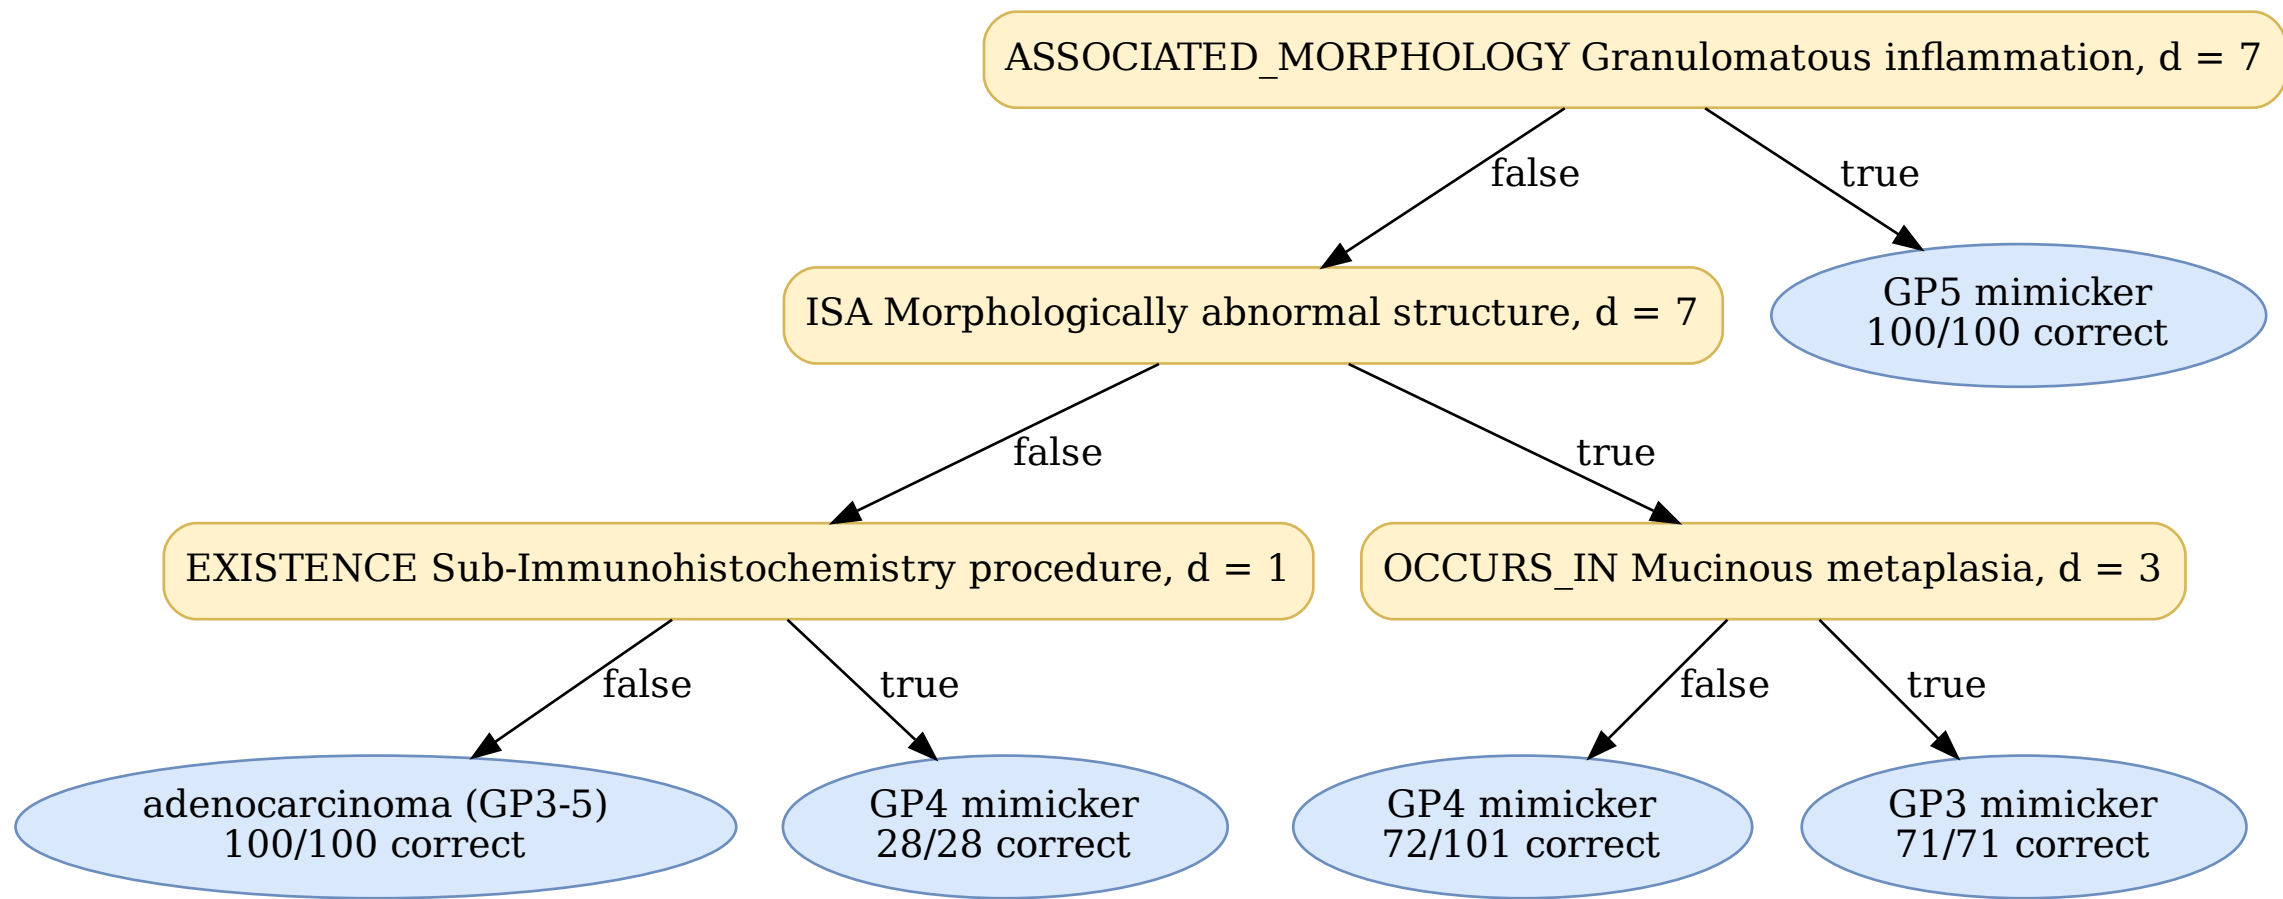 ASSOCIATED_MORPHOLOGY Granulomatous inflammation, d = 7
false
true
ISA Morphologically abnormal structure, d = 7
GP5 mimicker
100/100 correct
false
true
EXISTENCE Sub-Immunohistochemistry procedure, d = 1
OCCURS_IN Mucinous metaplasia, d = 3
false
true
false
true
adenocarcinoma (GP3-5)
100/100 correct
GP4 mimicker
28/28 correct
GP4 mimicker
72/101 correct
GP3 mimicker
71/71 correct